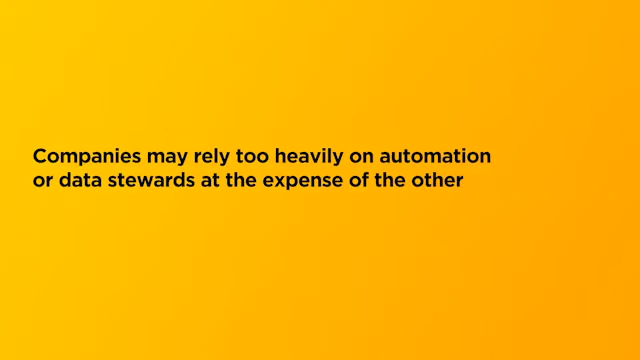 Companies may rely too heavily on automation
or data stewards at the expense of the other